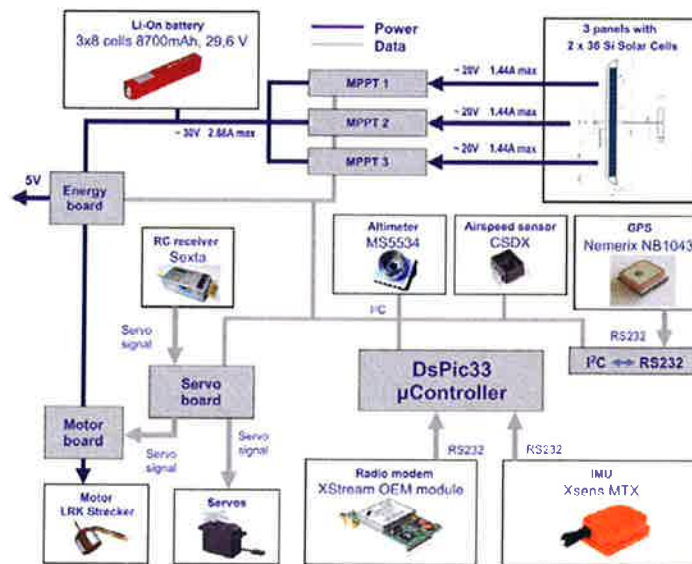 Li-On battery
3x8 cells 8700mAh, 29,6 V
Power
Data
3 panels with
2 x 36 Si Solar Cells
MPPT 1
~ 20V 1.44A max
MPPT 2
~ 20V 1.44A max
MPPT 3
~ 20V 1.44A max
~ 30V 2.88A max
5V
Energy
board
RC receiver
Sexta
Altimeter
MS5534
Airspeed sensor
CSDX
GPS
Nemerix NB1043
I²C
Servo
signal
RS232
I²C ⟷ RS232
Servo
board
DsPic33
µController
Motor
board
Servo
signal
Servo
signal
RS232
RS232
Motor
LRK Strecker
Servos
Radio modem
XStream OEM module
IMU
Xsens MTX